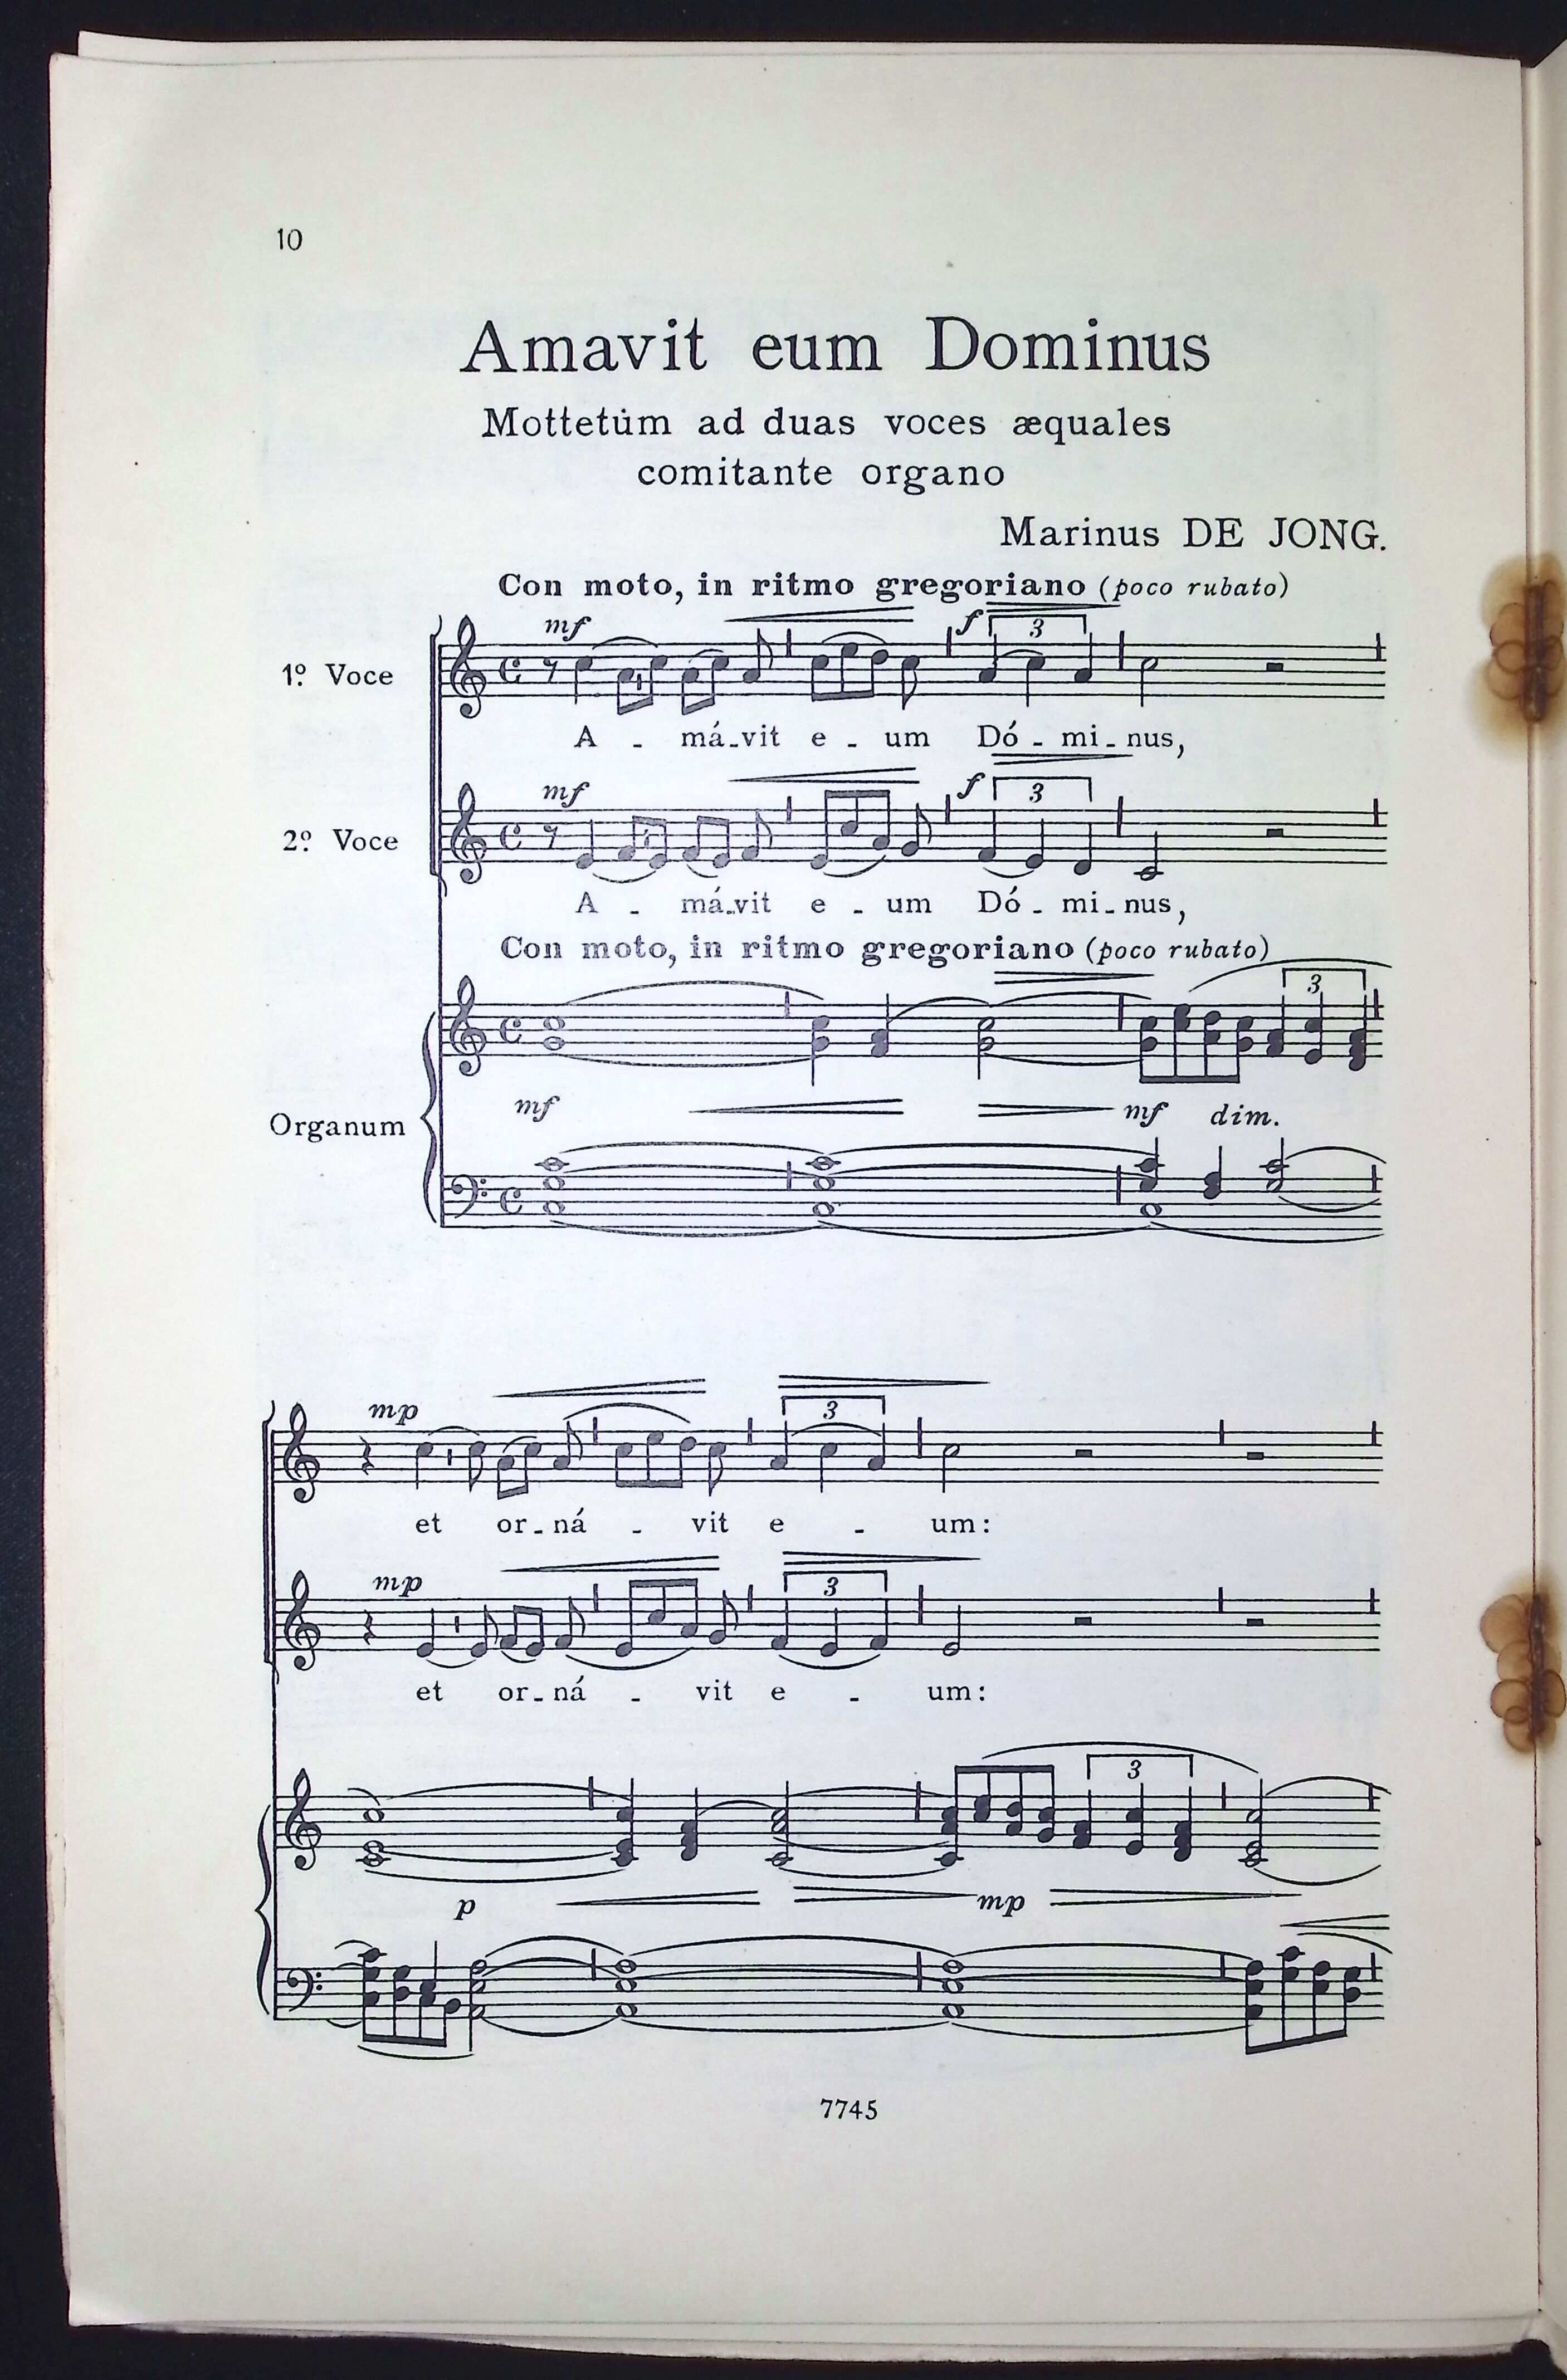 10
Amavit eum Dominus
Mottetum ad duas voces æquales
comitante organo
Marinus DE JONG.
Con moto, in ritmo gregoriano (poco rubato)
mf f 3
1º Voce
A - má-vit e - um Dó - mi - nus,
mf f 3
2º Voce
A - má-vit e - um Dó - mi - nus,
Con moto, in ritmo gregoriano (poco rubato)
3
mf mf dim.
Organum
mp 3
et or - ná - vit e - um:
mp 3
et or - ná - vit e - um:
3
p mp
7745